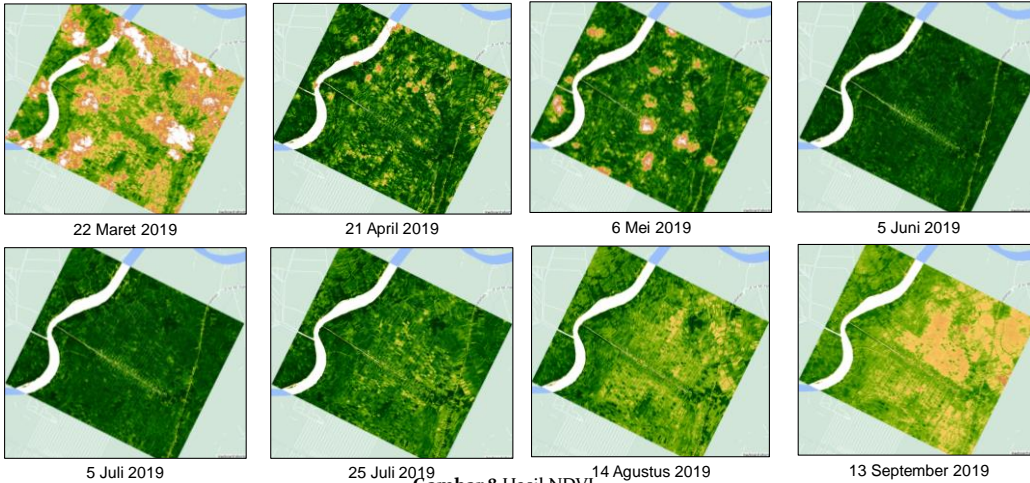 22 Maret 2019
21 April 2019
6 Mei 2019
5 Juni 2019
5 Juli 2019
25 Juli 2019
14 Agustus 2019
13 September 2019
Gambar 8 Hasil NDVI